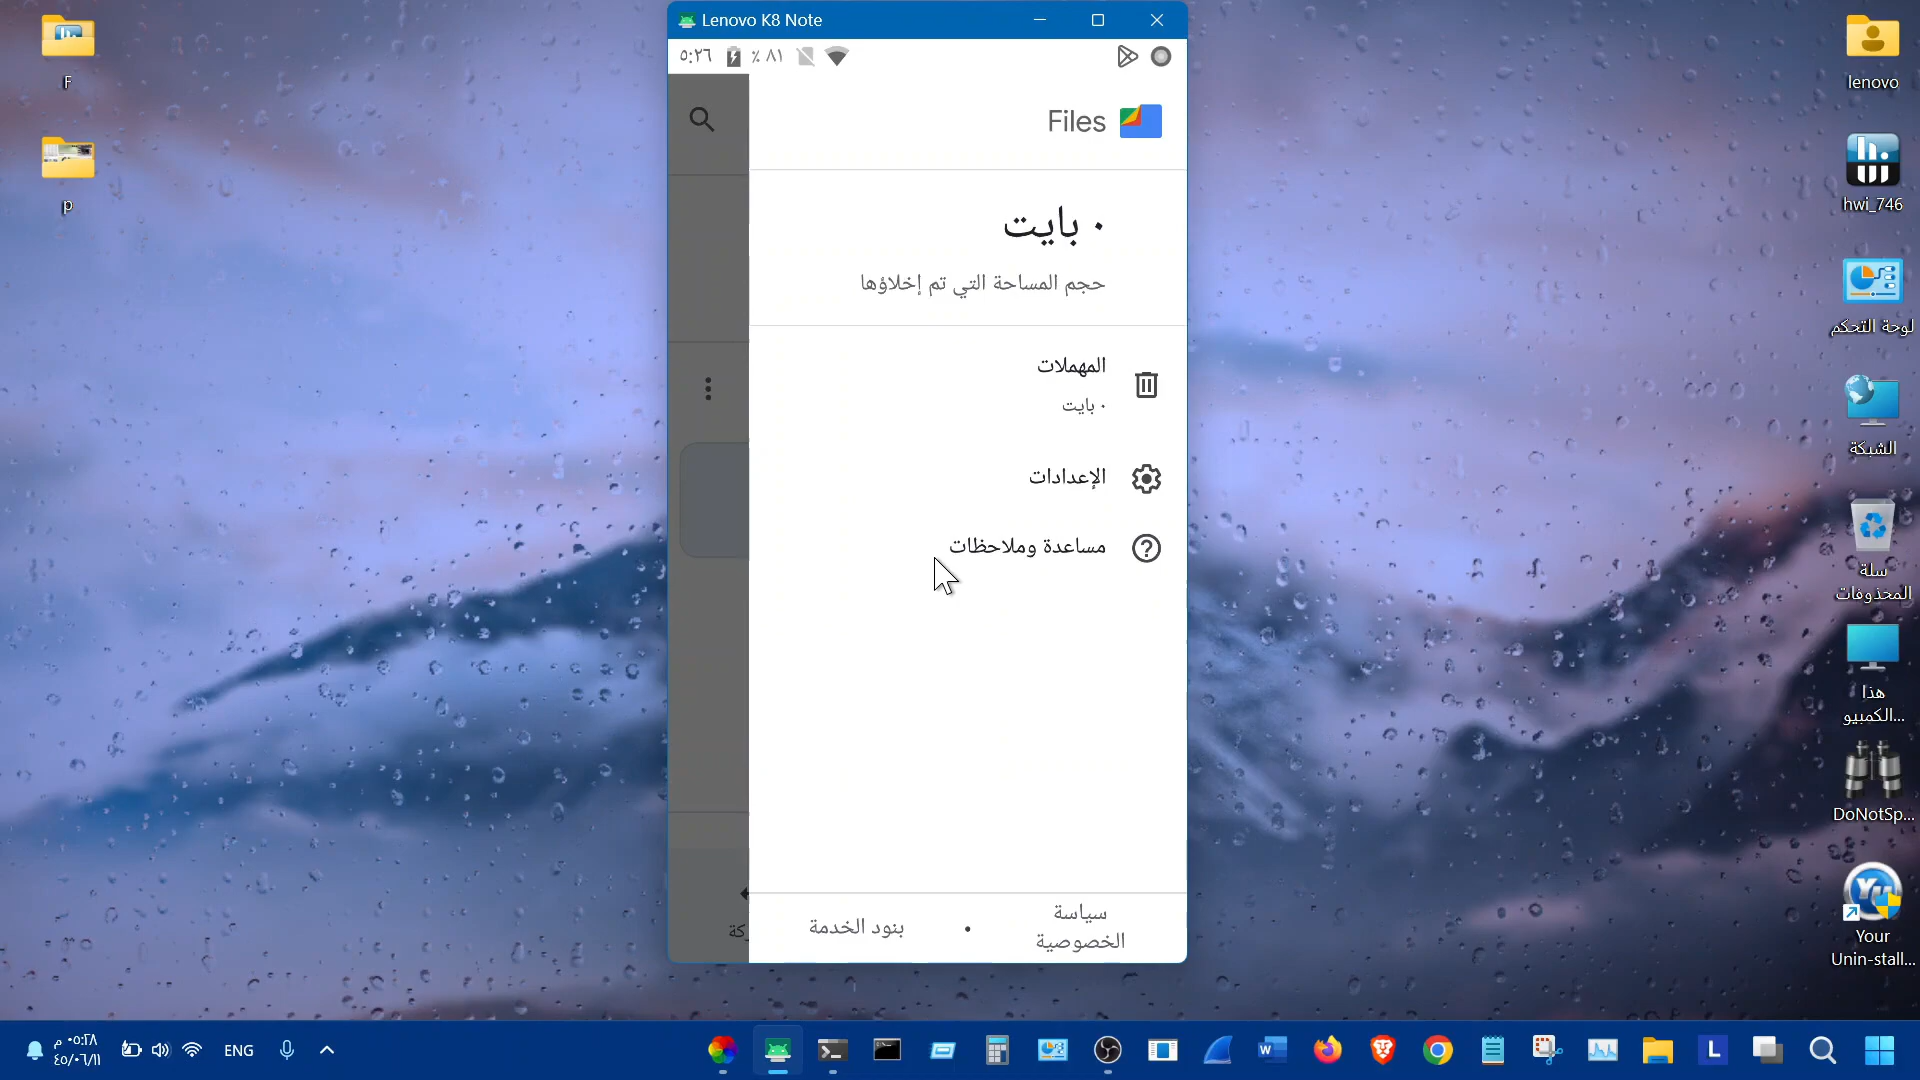 Lenovo K8 Note
٥:٢٦
٨١ ٪
Files
٠ بايت
حجم المساحة التي تم إخلاؤها
المهملات
٠ بايت
الإعدادات
مساعدة وملاحظات
سياسة
الخصوصية
•
بنود الخدمة
F
p
lenovo
hwi_746
لوحة التحكم
الشبكة
سلة
المحذوفات
هذا
الكمبيو...
DoNotSp...
Your
Unin-stall...
٠٥:٢٨ م
٤٥/٠٦/١١
ENG